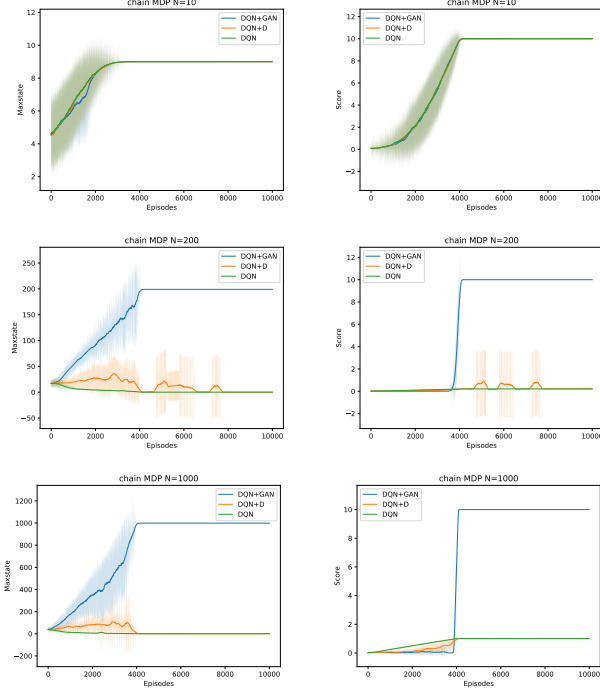 chain MDP N=10
DQN+GAN
DQN+D
DQN
12
10
8
6
4
2
Maxstate
0 2000 4000 6000 8000 10000
Episodes
chain MDP N=10
DQN+GAN
DQN+D
DQN
12
10
8
6
4
2
0
−2
Score
0 2000 4000 6000 8000 10000
Episodes
chain MDP N=200
DQN+GAN
DQN+D
DQN
250
200
150
100
50
0
−50
Maxstate
0 2000 4000 6000 8000 10000
Episodes
chain MDP N=200
DQN+GAN
DQN+D
DQN
12
10
8
6
4
2
0
−2
Score
0 2000 4000 6000 8000 10000
Episodes
chain MDP N=1000
DQN+GAN
DQN+D
DQN
1200
1000
800
600
400
200
0
−200
Maxstate
0 2000 4000 6000 8000 10000
Episodes
chain MDP N=1000
DQN+GAN
DQN+D
DQN
10
8
6
4
2
0
Score
0 2000 4000 6000 8000 10000
Episodes